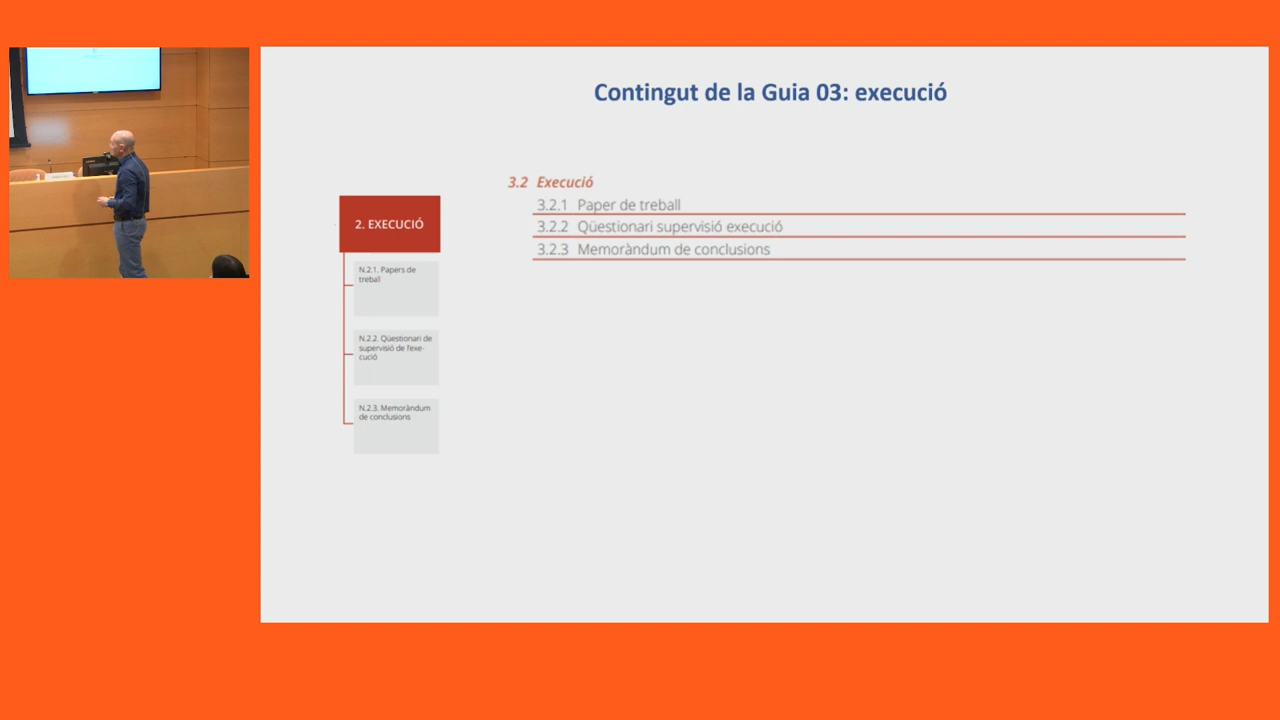 Contingut de la Guia 03: execució
3.2 Execució
3.2.1 Paper de treball
3.2.2 Qüestionari supervisió execució
3.2.3 Memoràndum de conclusions
2. EXECUCIÓ
N.2.1. Papers de
treball
N.2.2. Qüestionari de
supervisió de l'exe-
cució
N.2.3. Memoràndum
de conclusions